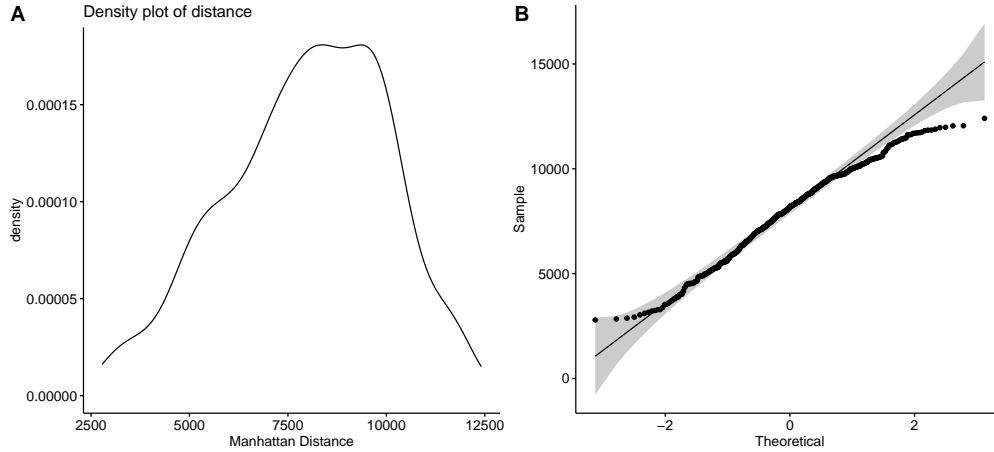 A
Density plot of distance
density
0.00015
0.00010
0.00005
0.00000
2500 5000 7500 10000 12500
Manhattan Distance
B
Sample
15000
10000
5000
0
−2 0 2
Theoretical